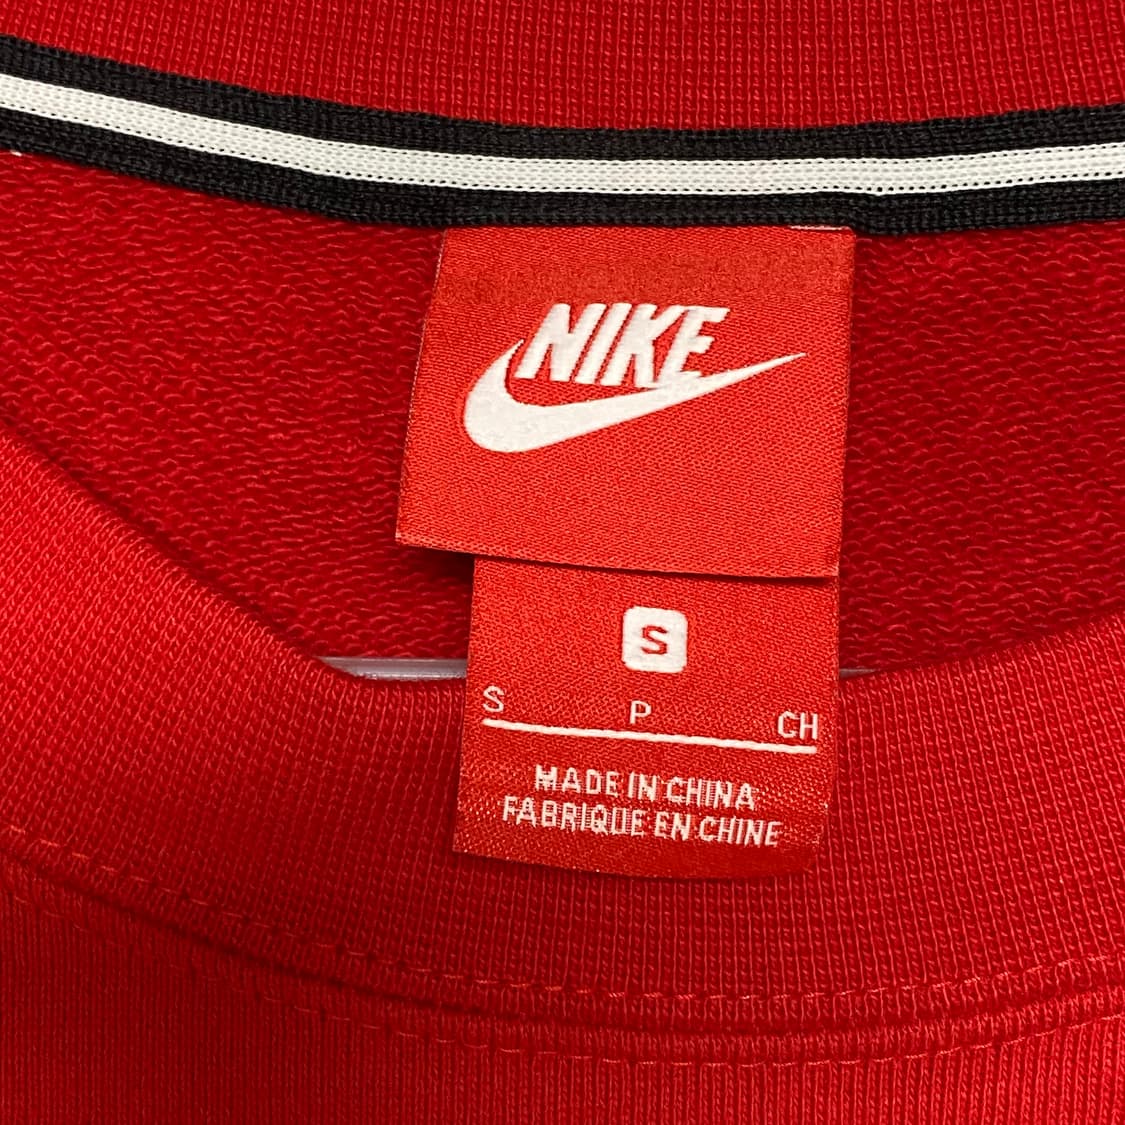 NIKE
S
S P CH
MADE IN CHINA
FABRIQUE EN CHINE